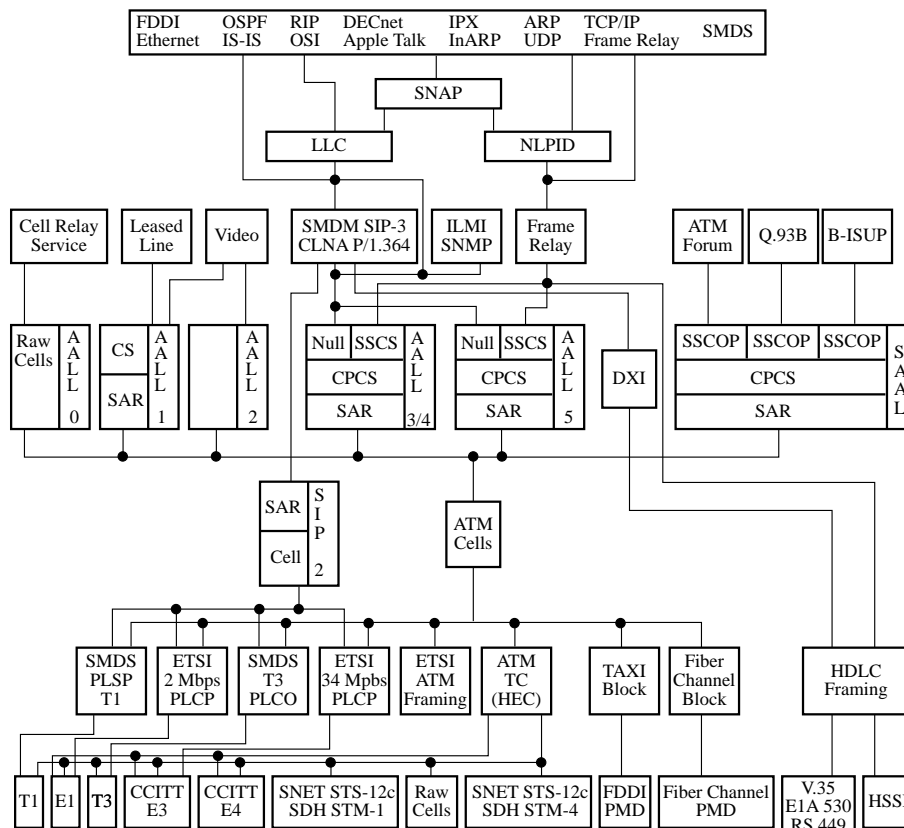 FDDI OSPF RIP DECnet IPX ARP TCP/IP SMDS
Ethernet IS-IS OSI Apple Talk InARP UDP Frame Relay
SNAP
LLC
NLPID
Cell Relay
Service
Leased
Line
Video
SMDM SIP-3
CLNA P/1.364
ILMI
SNMP
Frame
Relay
ATM
Forum
Q.93B
B-ISUP
Raw
Cells
A
A
L
L
0
CS
SAR
A
A
L
L
1
A
A
L
L
2
Null
SSCS
CPCS
SAR
A
A
L
L
3/4
Null
SSCS
CPCS
SAR
A
A
L
L
5
DXI
SSCOP
SSCOP
SSCOP
CPCS
SAR
S
A
A
L
SAR
Cell
S
I
P
2
ATM
Cells
SMDS
PLSP
T1
ETSI
2 Mbps
PLCP
SMDS
T3
PLCO
ETSI
34 Mpbs
PLCP
ETSI
ATM
Framing
ATM
TC
(HEC)
TAXI
Block
Fiber
Channel
Block
HDLC
Framing
T1
E1
T3
CCITT
E3
CCITT
E4
SNET STS-12c
SDH STM-1
Raw
Cells
SNET STS-12c
SDH STM-4
FDDI
PMD
Fiber Channel
PMD
V.35
E1A 530
RS 449
HSSI